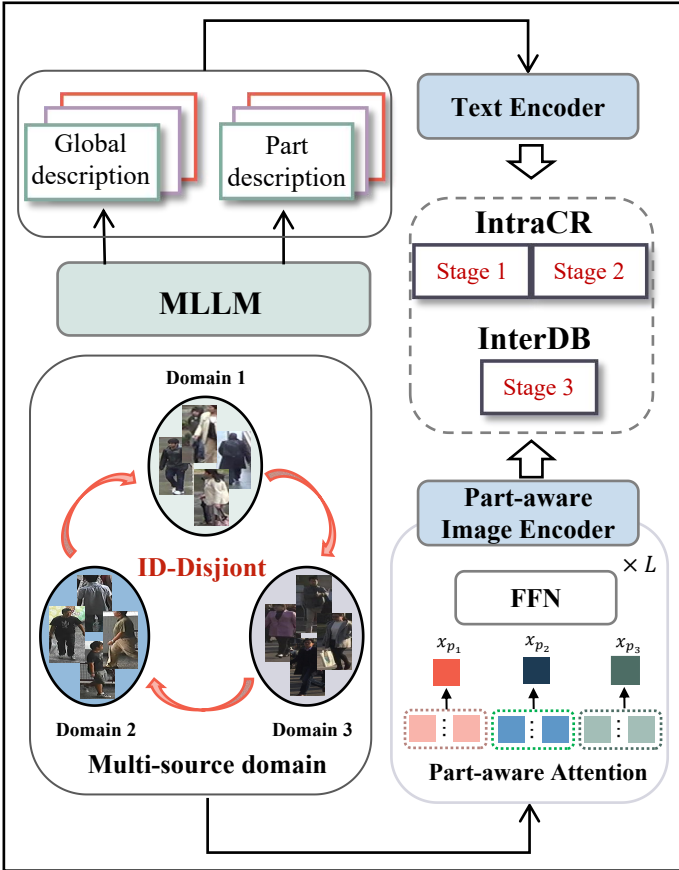 Global
description
Part
description
Text Encoder
MLLM
IntraCR
Stage 1
Stage 2
InterDB
Stage 3
Domain 1
ID-Disjiont
Domain 2
Domain 3
Multi-source domain
Part-aware
Image Encoder
× L
FFN
x_{p_1}
x_{p_2}
x_{p_3}
Part-aware Attention